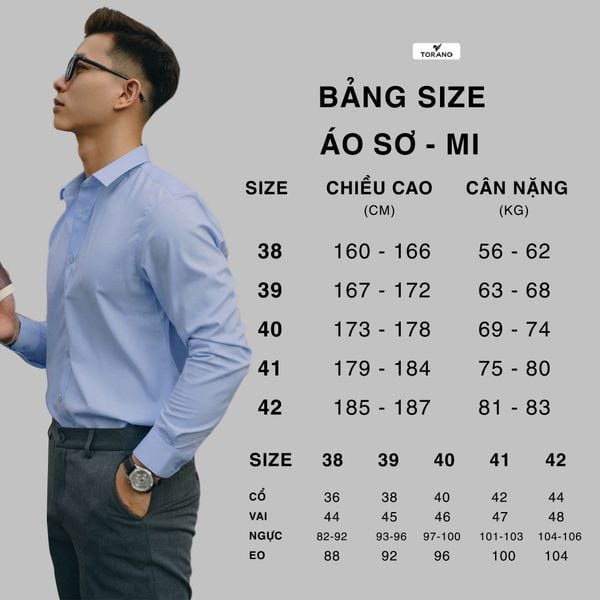 TORANO
BẢNG SIZE
ÁO SƠ - MI
SIZE CHIỀU CAO CÂN NẶNG
(CM) (KG)
38 160 - 166 56 - 62
39 167 - 172 63 - 68
40 173 - 178 69 - 74
41 179 - 184 75 - 80
42 185 - 187 81 - 83
SIZE 38 39 40 41 42
CỔ 36 38 40 42 44
VAI 44 45 46 47 48
NGỰC 82-92 93-96 97-100 101-103 104-106
EO 88 92 96 100 104